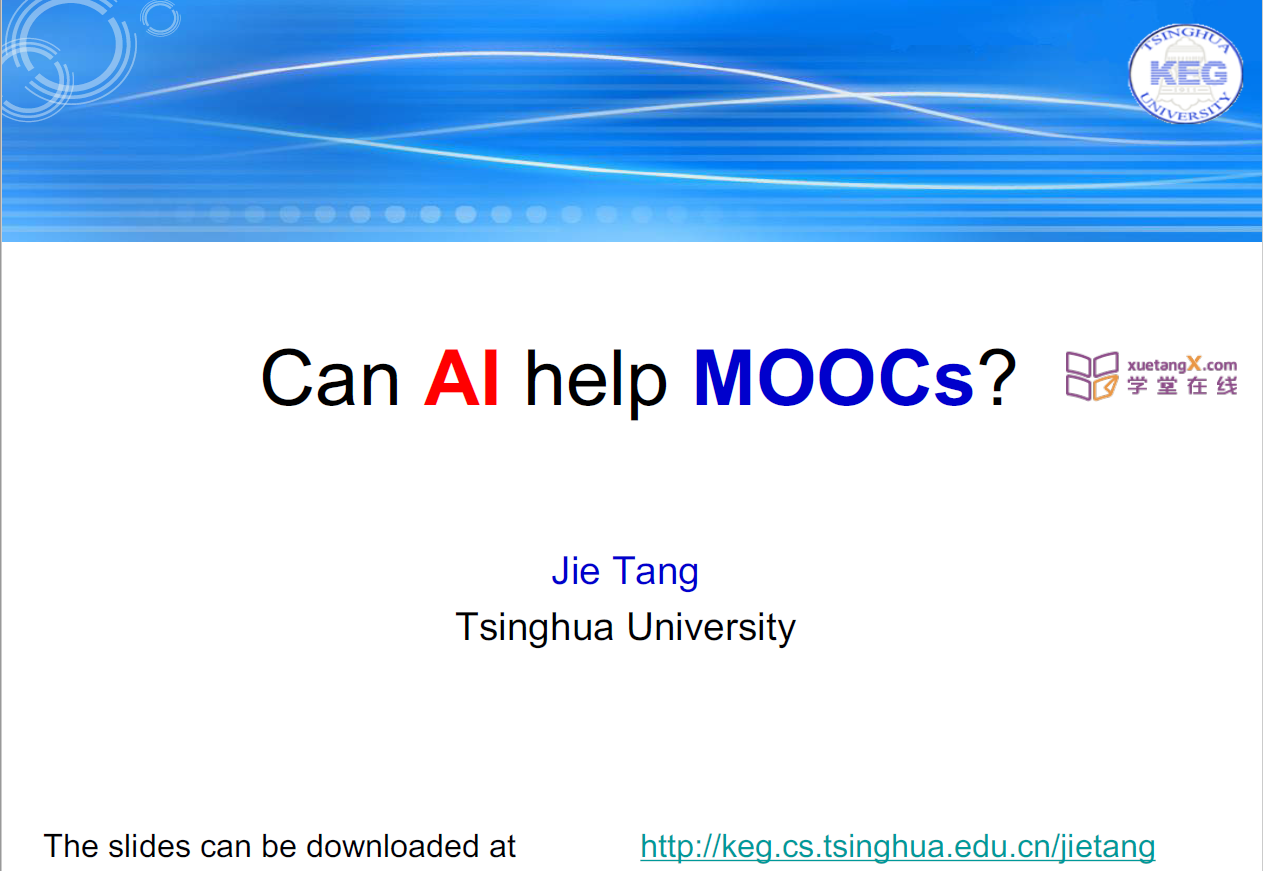 TSINGHUA
KEG
UNIVERSITY
Can AI help MOOCs?
xuetangX.com
学堂在线
Jie Tang
Tsinghua University
The slides can be downloaded at http://keg.cs.tsinghua.edu.cn/jietang